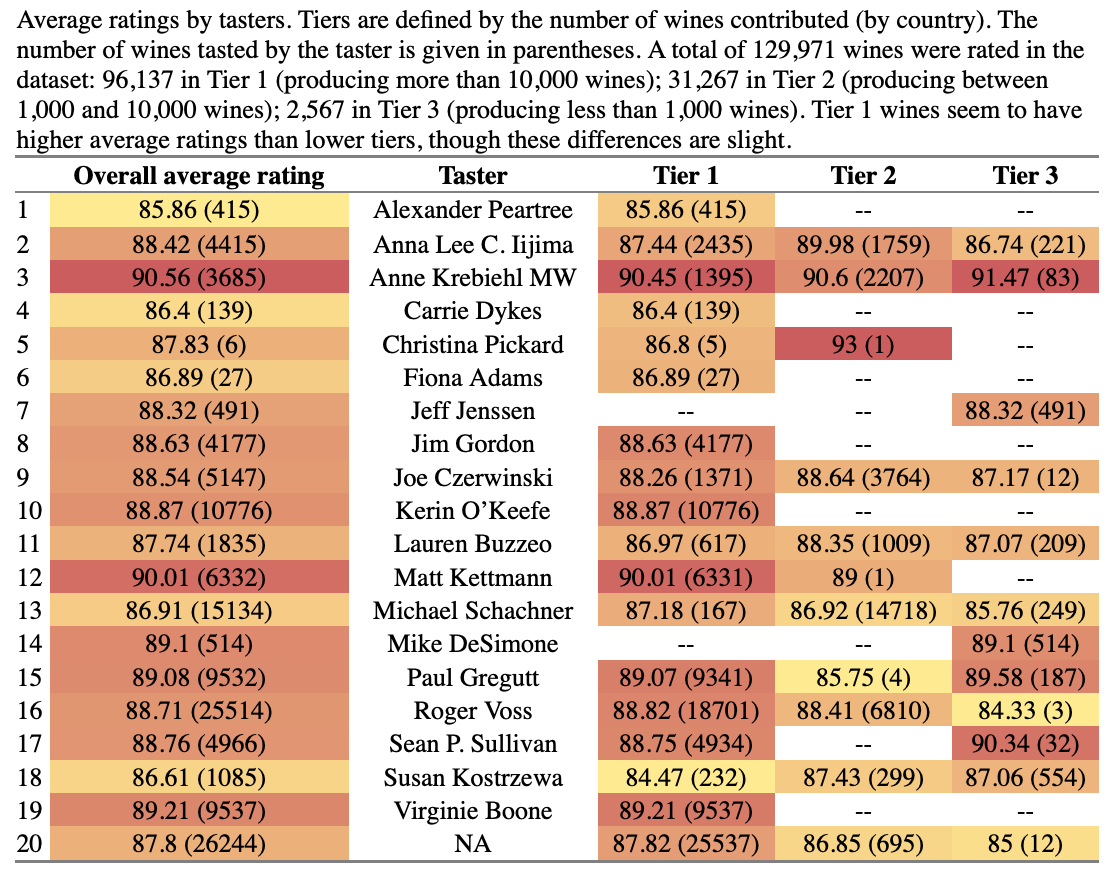 Average ratings by tasters. Tiers are defined by the number of wines contributed (by country). The
number of wines tasted by the taster is given in parentheses. A total of 129,971 wines were rated in the
dataset: 96,137 in Tier 1 (producing more than 10,000 wines); 31,267 in Tier 2 (producing between
1,000 and 10,000 wines); 2,567 in Tier 3 (producing less than 1,000 wines). Tier 1 wines seem to have
higher average ratings than lower tiers, though these differences are slight.
Overall average rating Taster Tier 1 Tier 2 Tier 3
1 85.86 (415) Alexander Peartree 85.86 (415) -- --
2 88.42 (4415) Anna Lee C. Iijima 87.44 (2435) 89.98 (1759) 86.74 (221)
3 90.56 (3685) Anne Krebiehl MW 90.45 (1395) 90.6 (2207) 91.47 (83)
4 86.4 (139) Carrie Dykes 86.4 (139) -- --
5 87.83 (6) Christina Pickard 86.8 (5) 93 (1) --
6 86.89 (27) Fiona Adams 86.89 (27) -- --
7 88.32 (491) Jeff Jenssen -- -- 88.32 (491)
8 88.63 (4177) Jim Gordon 88.63 (4177) -- --
9 88.54 (5147) Joe Czerwinski 88.26 (1371) 88.64 (3764) 87.17 (12)
10 88.87 (10776) Kerin O’Keefe 88.87 (10776) -- --
11 87.74 (1835) Lauren Buzzeo 86.97 (617) 88.35 (1009) 87.07 (209)
12 90.01 (6332) Matt Kettmann 90.01 (6331) 89 (1) --
13 86.91 (15134) Michael Schachner 87.18 (167) 86.92 (14718) 85.76 (249)
14 89.1 (514) Mike DeSimone -- -- 89.1 (514)
15 89.08 (9532) Paul Gregutt 89.07 (9341) 85.75 (4) 89.58 (187)
16 88.71 (25514) Roger Voss 88.82 (18701) 88.41 (6810) 84.33 (3)
17 88.76 (4966) Sean P. Sullivan 88.75 (4934) -- 90.34 (32)
18 86.61 (1085) Susan Kostrzewa 84.47 (232) 87.43 (299) 87.06 (554)
19 89.21 (9537) Virginie Boone 89.21 (9537) -- --
20 87.8 (26244) NA 87.82 (25537) 86.85 (695) 85 (12)